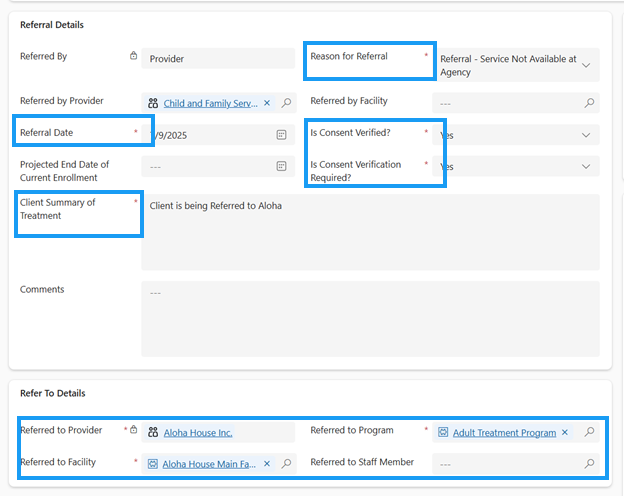 Referral Details
Referred By Provider
Reason for Referral * Referral - Service Not Available at
Agency
Referred by Provider Child and Family Serv... ×
Referred by Facility ---
Referral Date * /9/2025
Is Consent Verified? * Yes
Projected End Date of
Current Enrollment ---
Is Consent Verification
Required? * Yes
Client Summary of
Treatment * Client is being Referred to Aloha
Comments ---
Refer To Details
Referred to Provider * Aloha House Inc.
Referred to Program * Adult Treatment Program ×
Referred to Facility * Aloha House Main Fa... ×
Referred to Staff Member ---